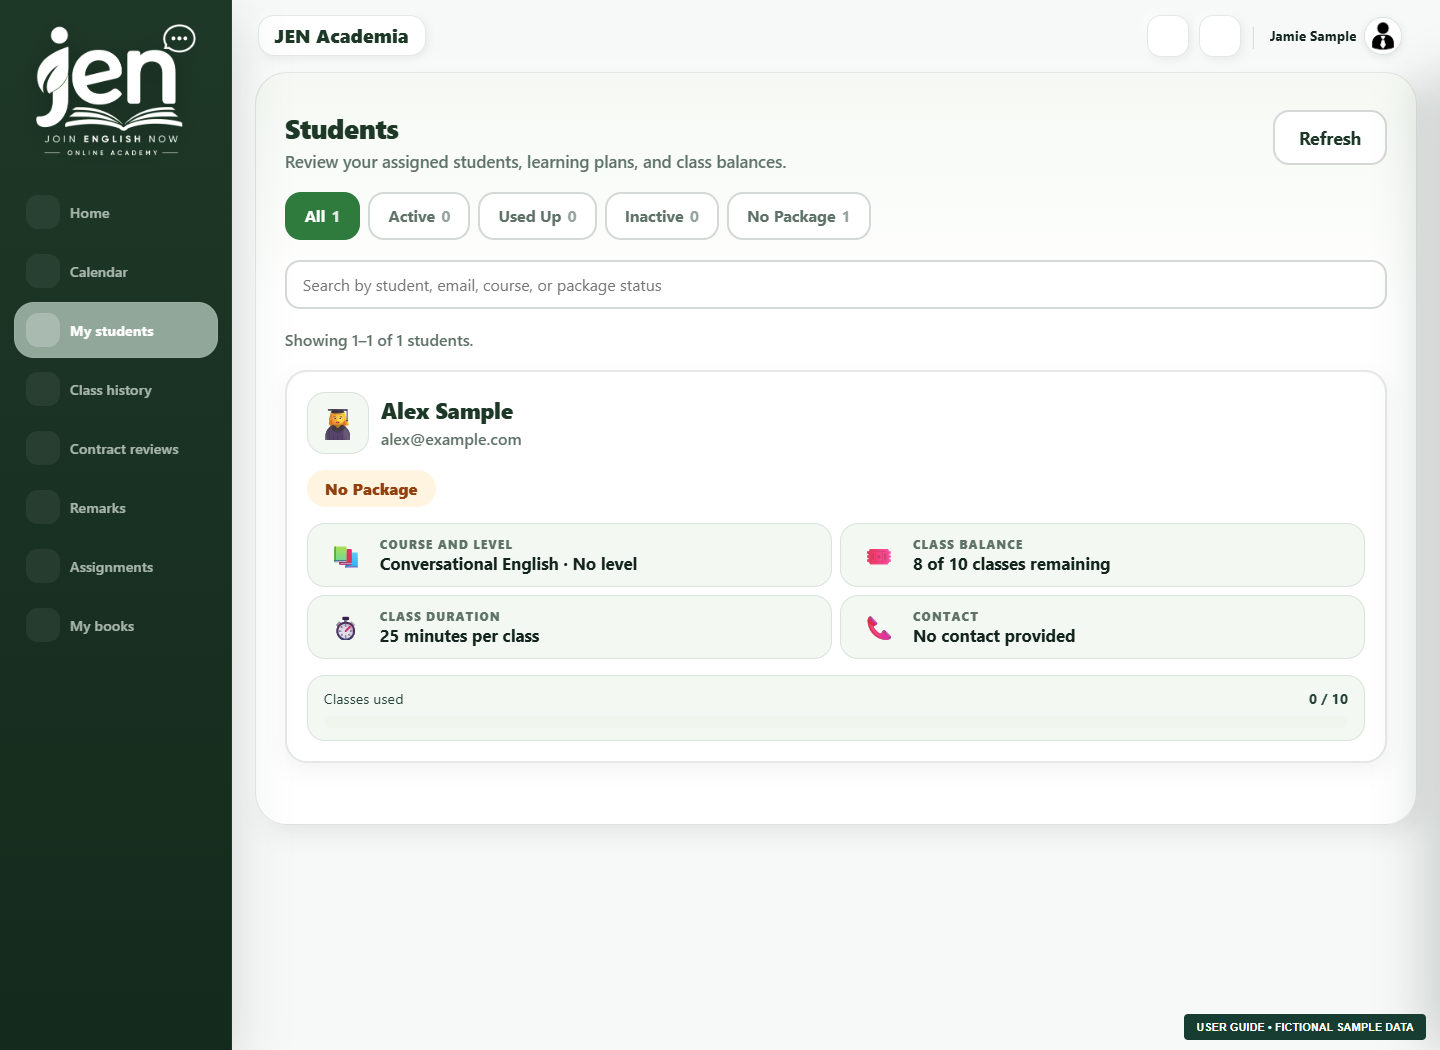 jen
JOIN ENGLISH NOW
ONLINE ACADEMY
Home
Calendar
My students
Class history
Contract reviews
Remarks
Assignments
My books
JEN Academia
Jamie Sample
Students
Review your assigned students, learning plans, and class balances.
Refresh
All 1
Active 0
Used Up 0
Inactive 0
No Package 1
Search by student, email, course, or package status
Showing 1–1 of 1 students.
Alex Sample
alex@example.com
No Package
COURSE AND LEVEL
Conversational English · No level
CLASS BALANCE
8 of 10 classes remaining
CLASS DURATION
25 minutes per class
CONTACT
No contact provided
Classes used
0 / 10
USER GUIDE • FICTIONAL SAMPLE DATA